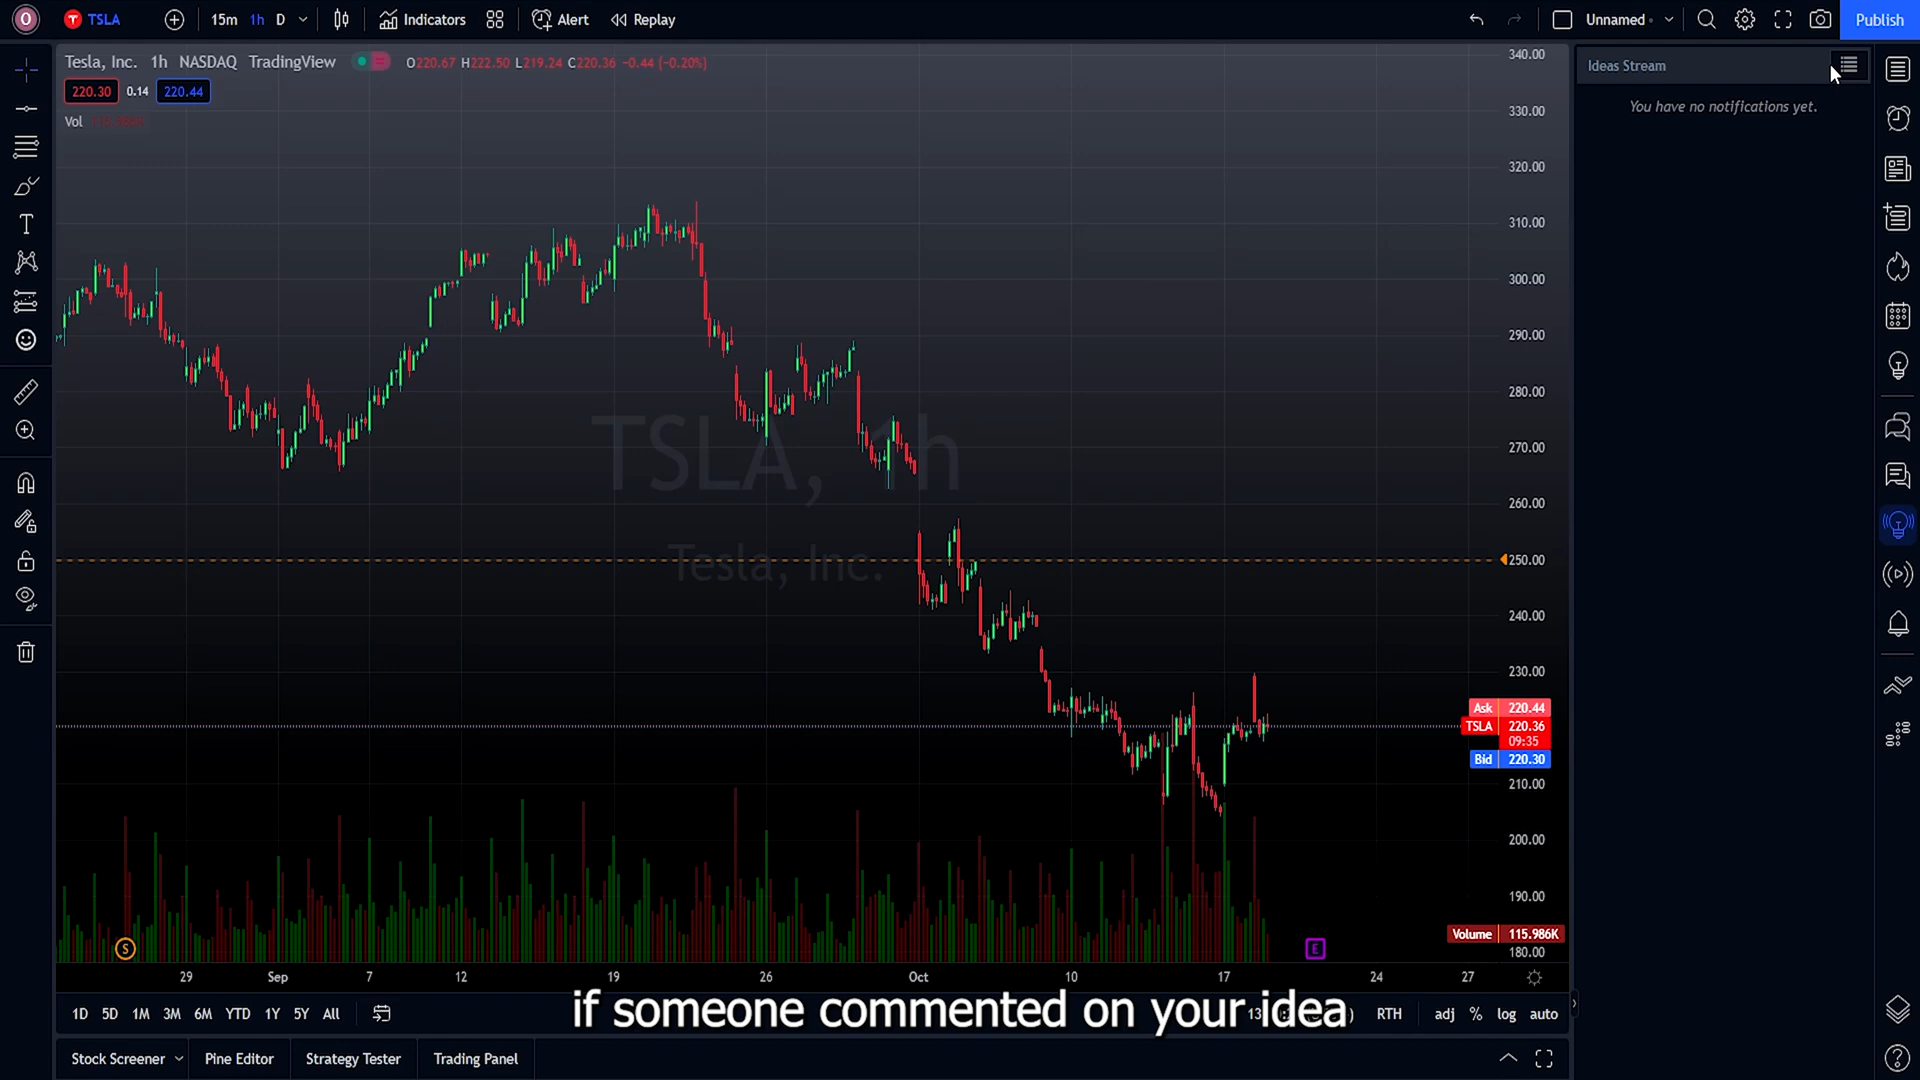 O TSLA 15m 1h D Indicators Alert Replay Unnamed Publish
Tesla, Inc. 1h NASDAQ TradingView O220.67 H222.50 L219.24 C220.36 -0.44 (-0.20%)
220.30 0.14 220.44
Vol
Ideas Stream
You have no notifications yet.
340.00
330.00
320.00
310.00
300.00
290.00
280.00
270.00
260.00
250.00
240.00
230.00
Ask 220.44
TSLA 220.36
09:35
Bid 220.30
210.00
200.00
190.00
Volume 115.986K
180.00
TSLA, 1h
Tesla, Inc.
S
E
29 Sep 7 12 19 26 Oct 10 17 24 27
1D 5D 1M 3M 6M YTD 1Y 5Y All
if someone commented on your idea
RTH adj % log auto
Stock Screener Pine Editor Strategy Tester Trading Panel